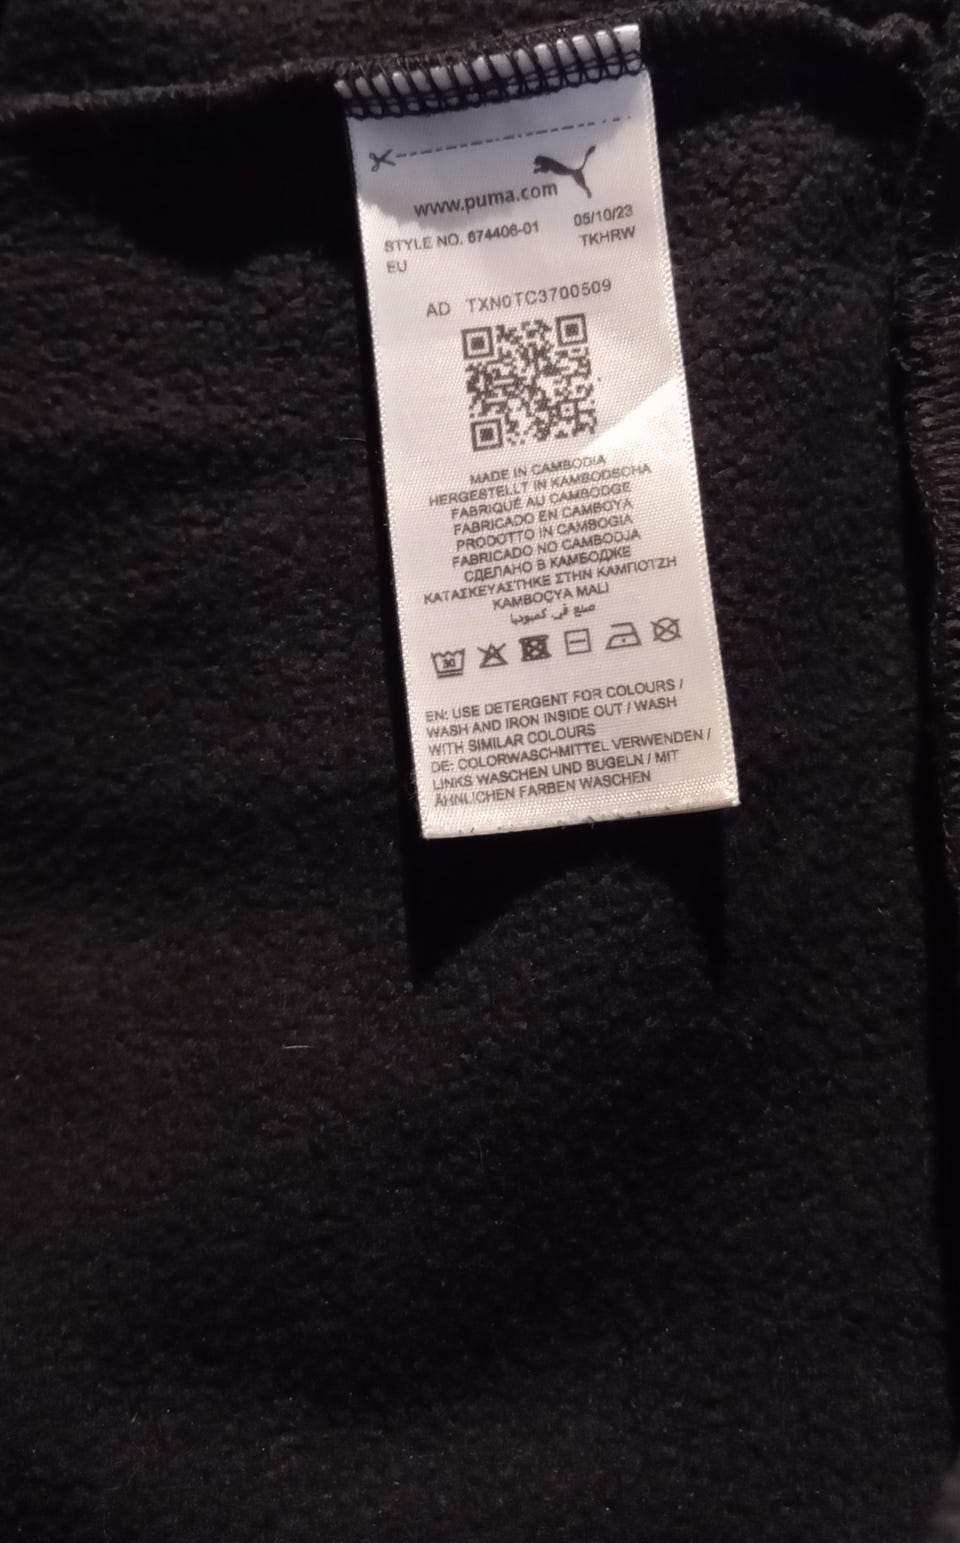 www.puma.com
STYLE NO. 674406-01 05/10/23
EU TKHRW
AD TXN0TC3700509
MADE IN CAMBODIA
HERGESTELLT IN KAMBODSCHA
FABRIQUÉ AU CAMBODGE
FABRICADO EN CAMBOYA
PRODOTTO IN CAMBOGIA
FABRICADO NO CAMBODJA
СДЕЛАНО В КАМБОДЖЕ
ΚΑΤΑΣΚΕΥΑΣΤΗΚΕ ΣΤΗΝ ΚΑΜΠΟΤΖΗ
KAMBOÇYA MALI
صنع في كمبوديا
30
EN: USE DETERGENT FOR COLOURS /
WASH AND IRON INSIDE OUT / WASH
WITH SIMILAR COLOURS
DE: COLORWASCHMITTEL VERWENDEN /
LINKS WASCHEN UND BUGELN / MIT
ÄHNLICHEN FARBEN WASCHEN